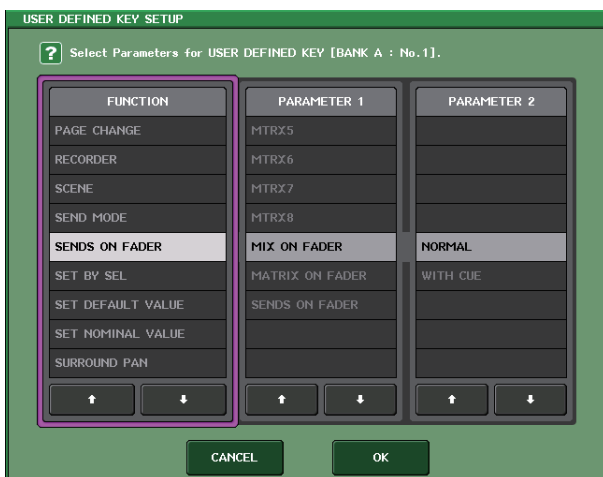 USER DEFINED KEY SETUP
? Select Parameters for USER DEFINED KEY [BANK A : No.1].
FUNCTION
PAGE CHANGE
RECORDER
SCENE
SEND MODE
SENDS ON FADER
SET BY SEL
SET DEFAULT VALUE
SET NOMINAL VALUE
SURROUND PAN
PARAMETER 1
MTRX5
MTRX6
MTRX7
MTRX8
MIX ON FADER
MATRIX ON FADER
SENDS ON FADER
PARAMETER 2
NORMAL
WITH CUE
CANCEL
OK